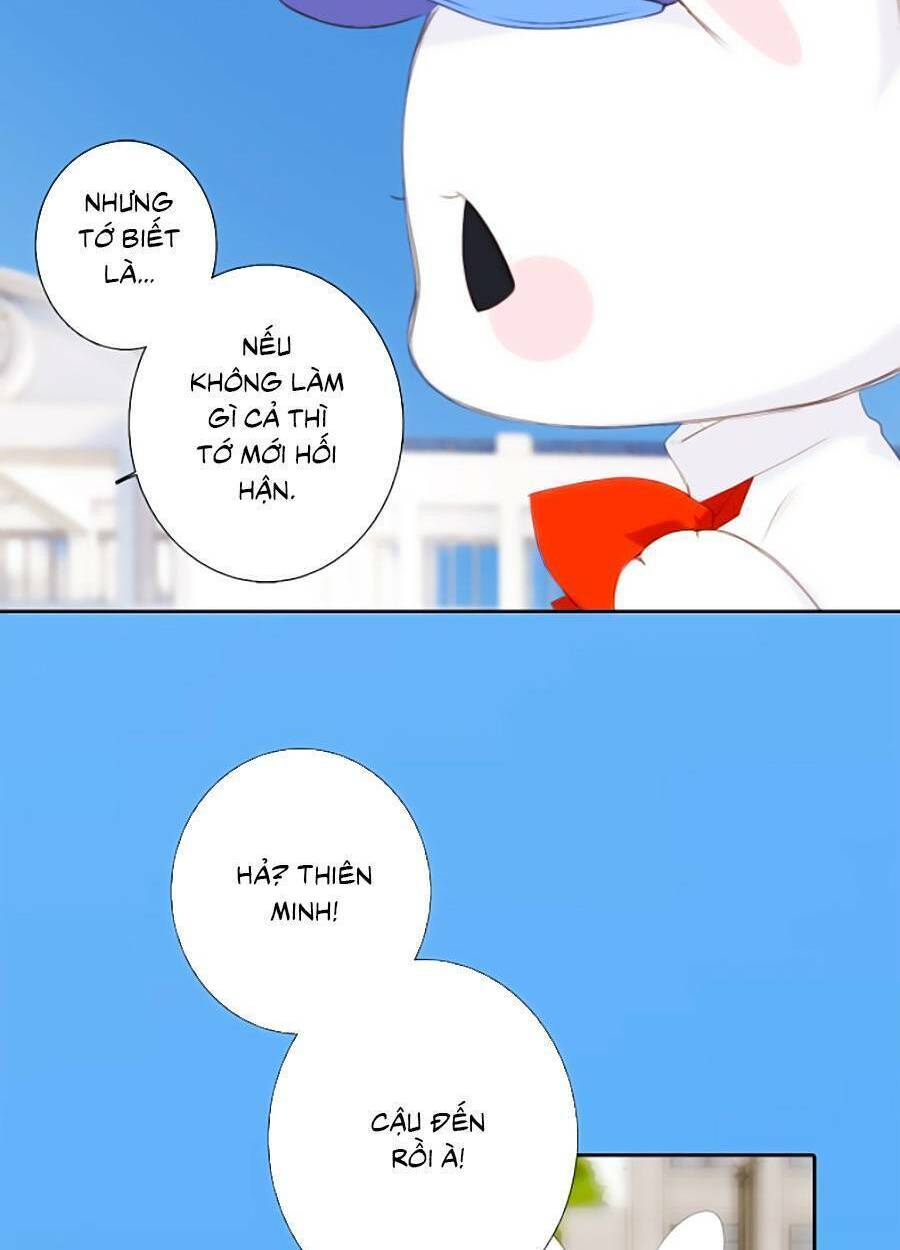 NHƯNG
TỚ BIẾT
LÀ...
NẾU
KHÔNG LÀM
GÌ CẢ THÌ
TỚ MỚI HỐI
HẬN.
HẢ? THIÊN
MINH!
CẬU ĐẾN
RỒI À!